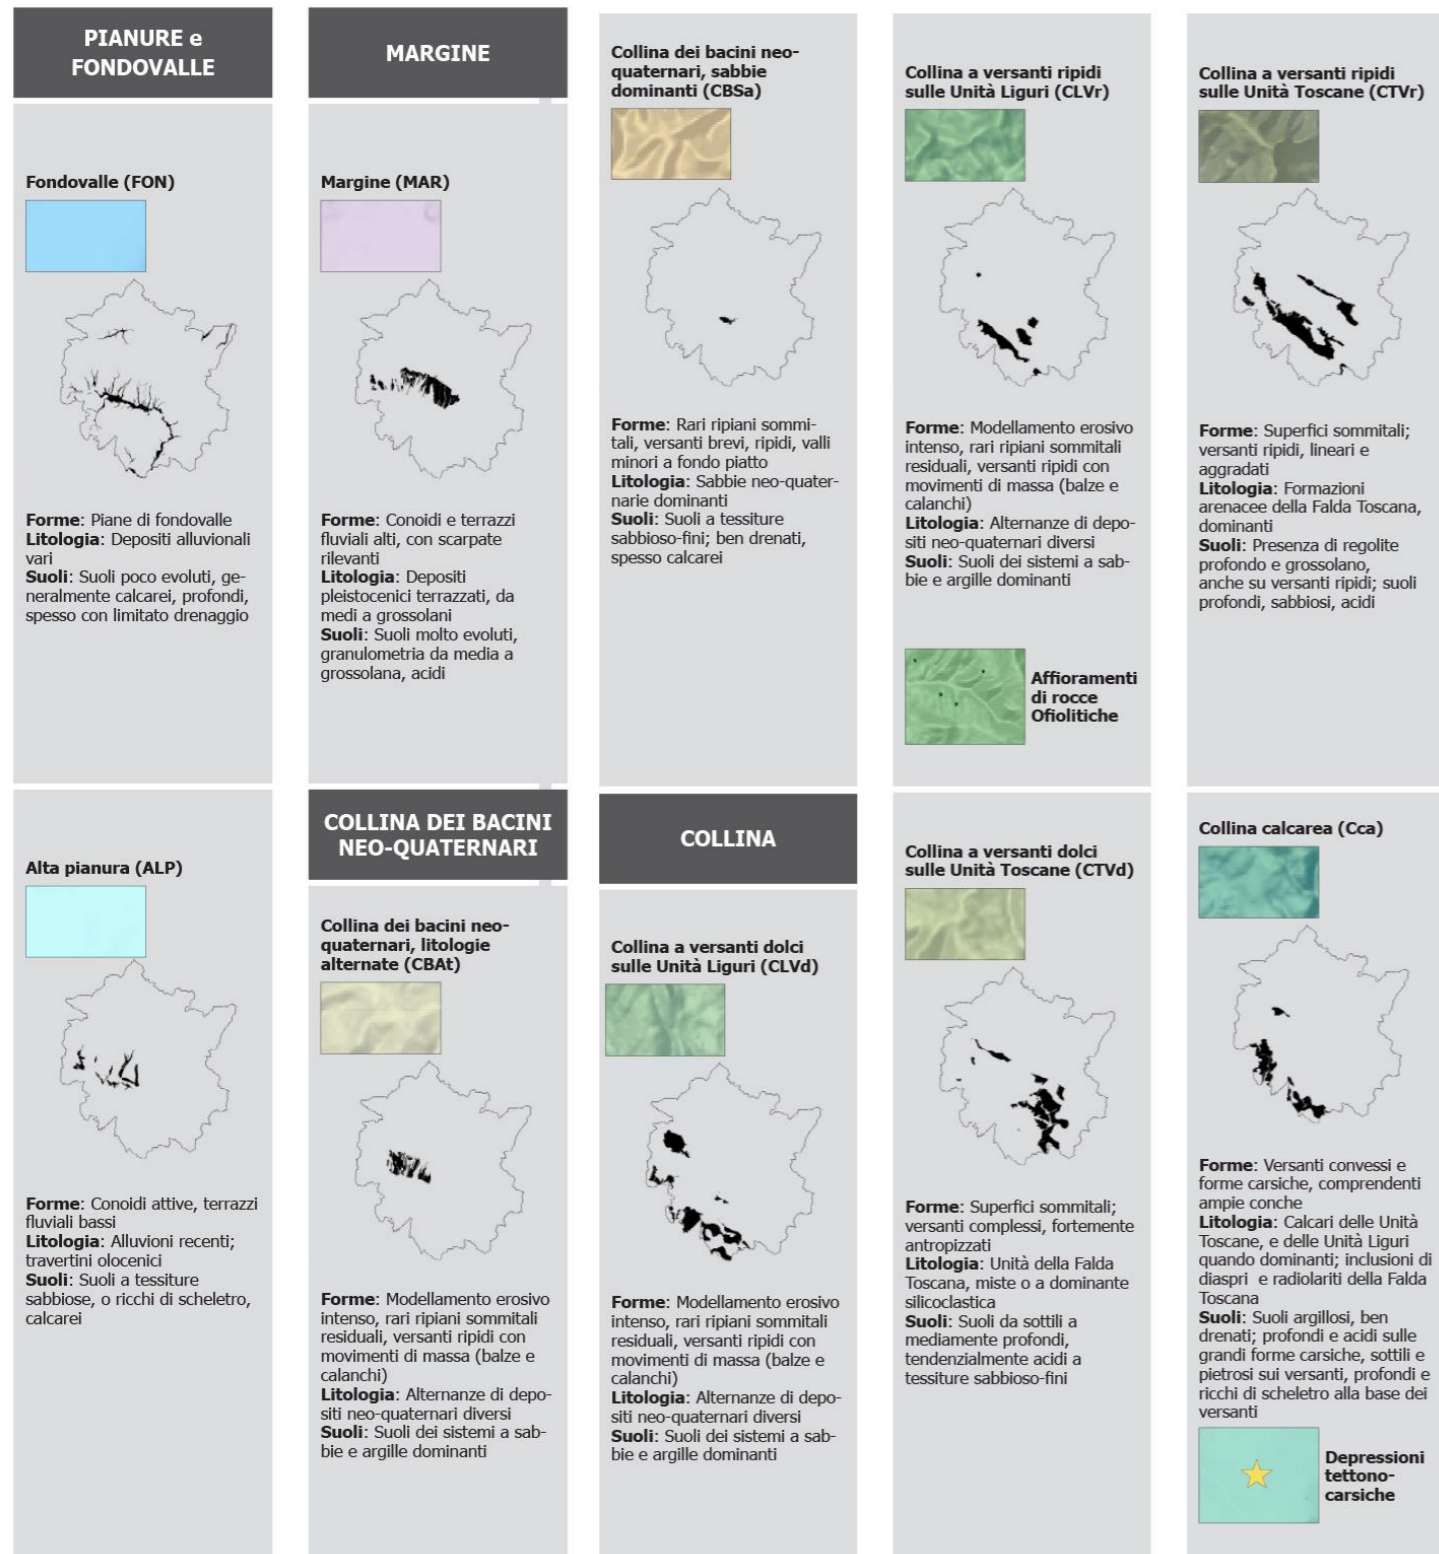 PIANURE e
FONDOVALLE
Fondovalle (FON)
Forme: Piane di fondovalle
Litologia: Depositi alluvionali
vari
Suoli: Suoli poco evoluti, ge-
neralmente calcarei, profondi,
spesso con limitato drenaggio
Alta pianura (ALP)
Forme: Conoidi attive, terrazzi
fluviali bassi
Litologia: Alluvioni recenti;
travertini olocenici
Suoli: Suoli a tessiture
sabbiose, o ricchi di scheletro,
calcarei
MARGINE
Margine (MAR)
Forme: Conoidi e terrazzi
fluviali alti, con scarpate
rilevanti
Litologia: Depositi
pleistocenici terrazzati, da
medi a grossolani
Suoli: Suoli molto evoluti,
granulometria da media a
grossolana, acidi
COLLINA DEI BACINI
NEO-QUATERNARI
Collina dei bacini neo-
quaternari, litologie
alternate (CBAt)
Forme: Modellamento erosivo
intenso, rari ripiani sommitali
residuali, versanti ripidi con
movimenti di massa (balze e
calanchi)
Litologia: Alternanze di depo-
siti neo-quaternari diversi
Suoli: Suoli dei sistemi a sab-
bie e argille dominanti
Collina dei bacini neo-
quaternari, sabbie
dominanti (CBSa)
Forme: Rari ripiani sommi-
tali, versanti brevi, ripidi, valli
minori a fondo piatto
Litologia: Sabbie neo-quater-
narie dominanti
Suoli: Suoli a tessiture
sabbioso-fini; ben drenati,
spesso calcarei
COLLINA
Collina a versanti dolci
sulle Unità Liguri (CLVd)
Forme: Modellamento erosivo
intenso, rari ripiani sommitali
residuali, versanti ripidi con
movimenti di massa (balze e
calanchi)
Litologia: Alternanze di depo-
siti neo-quaternari diversi
Suoli: Suoli dei sistemi a sab-
bie e argille dominanti
Collina a versanti ripidi
sulle Unità Liguri (CLVr)
Forme: Modellamento erosivo
intenso, rari ripiani sommitali
residuali, versanti ripidi con
movimenti di massa (balze e
calanchi)
Litologia: Alternanze di depo-
siti neo-quaternari diversi
Suoli: Suoli dei sistemi a sab-
bie e argille dominanti
Affioramenti
di rocce
Ofiolitiche
Collina a versanti dolci
sulle Unità Toscane (CTVd)
Forme: Superfici sommitali;
versanti complessi, fortemente
antropizzati
Litologia: Unità della Falda
Toscana, miste o a dominante
silicoclastica
Suoli: Suoli da sottili a
mediamente profondi,
tendenzialmente acidi a
tessiture sabbioso-fini
Collina a versanti ripidi
sulle Unità Toscane (CTVr)
Forme: Superfici sommitali;
versanti ripidi, lineari e
aggradati
Litologia: Formazioni
arenacee della Falda Toscana,
dominanti
Suoli: Presenza di regolite
profondo e grossolano,
anche su versanti ripidi; suoli
profondi, sabbiosi, acidi
Collina calcarea (Cca)
Forme: Versanti convessi e
forme carsiche, comprendenti
ampie conche
Litologia: Calcari delle Unità
Toscane, e delle Unità Liguri
quando dominanti; inclusioni di
diaspri e radiolariti della Falda
Toscana
Suoli: Suoli argillosi, ben
drenati; profondi e acidi sulle
grandi forme carsiche, sottili e
pietrosi sui versanti, profondi e
ricchi di scheletro alla base dei
versanti
Depressioni
tettono-
carsiche